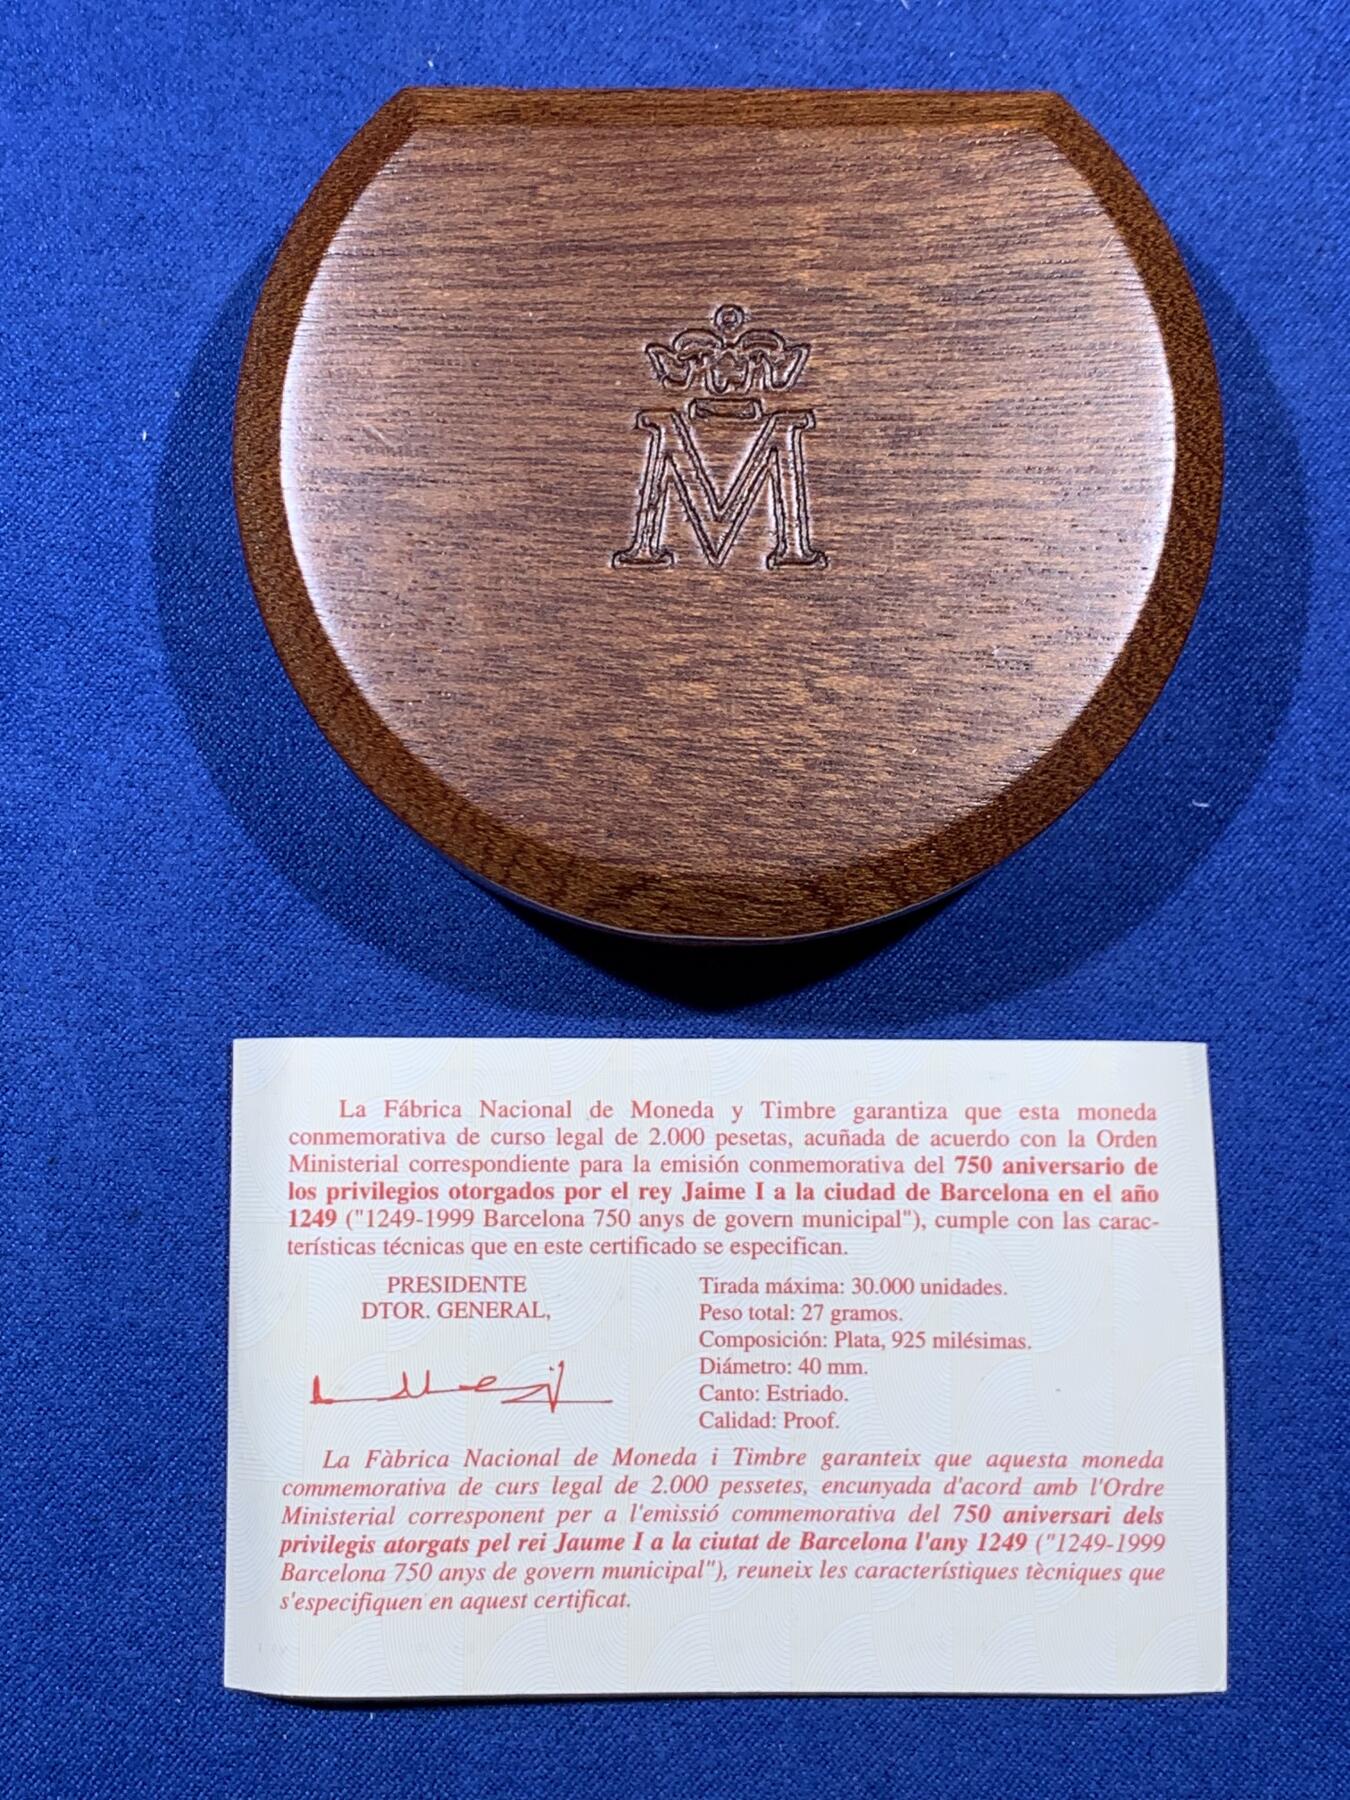 M
La Fábrica Nacional de Moneda y Timbre garantiza que esta moneda
conmemorativa de curso legal de 2.000 pesetas, acuñada de acuerdo con la Orden
Ministerial correspondiente para la emisión conmemorativa del 750 aniversario de
los privilegios otorgados por el rey Jaime I a la ciudad de Barcelona en el año
1249 ("1249-1999 Barcelona 750 anys de govern municipal"), cumple con las carac-
terísticas técnicas que en este certificado se especifican.
PRESIDENTE
DTOR. GENERAL,
Tirada máxima: 30.000 unidades.
Peso total: 27 gramos.
Composición: Plata, 925 milésimas.
Diámetro: 40 mm.
Canto: Estriado.
Calidad: Proof.
La Fàbrica Nacional de Moneda i Timbre garanteix que aquesta moneda
commemorativa de curs legal de 2.000 pessetes, encunyada d'acord amb l'Ordre
Ministerial corresponent per a l'emissió commemorativa del 750 aniversari dels
privilegis atorgats pel rei Jaume I a la ciutat de Barcelona l'any 1249 ("1249-1999
Barcelona 750 anys de govern municipal"), reuneix les característiques tècniques que
s'especifiquen en aquest certificat.